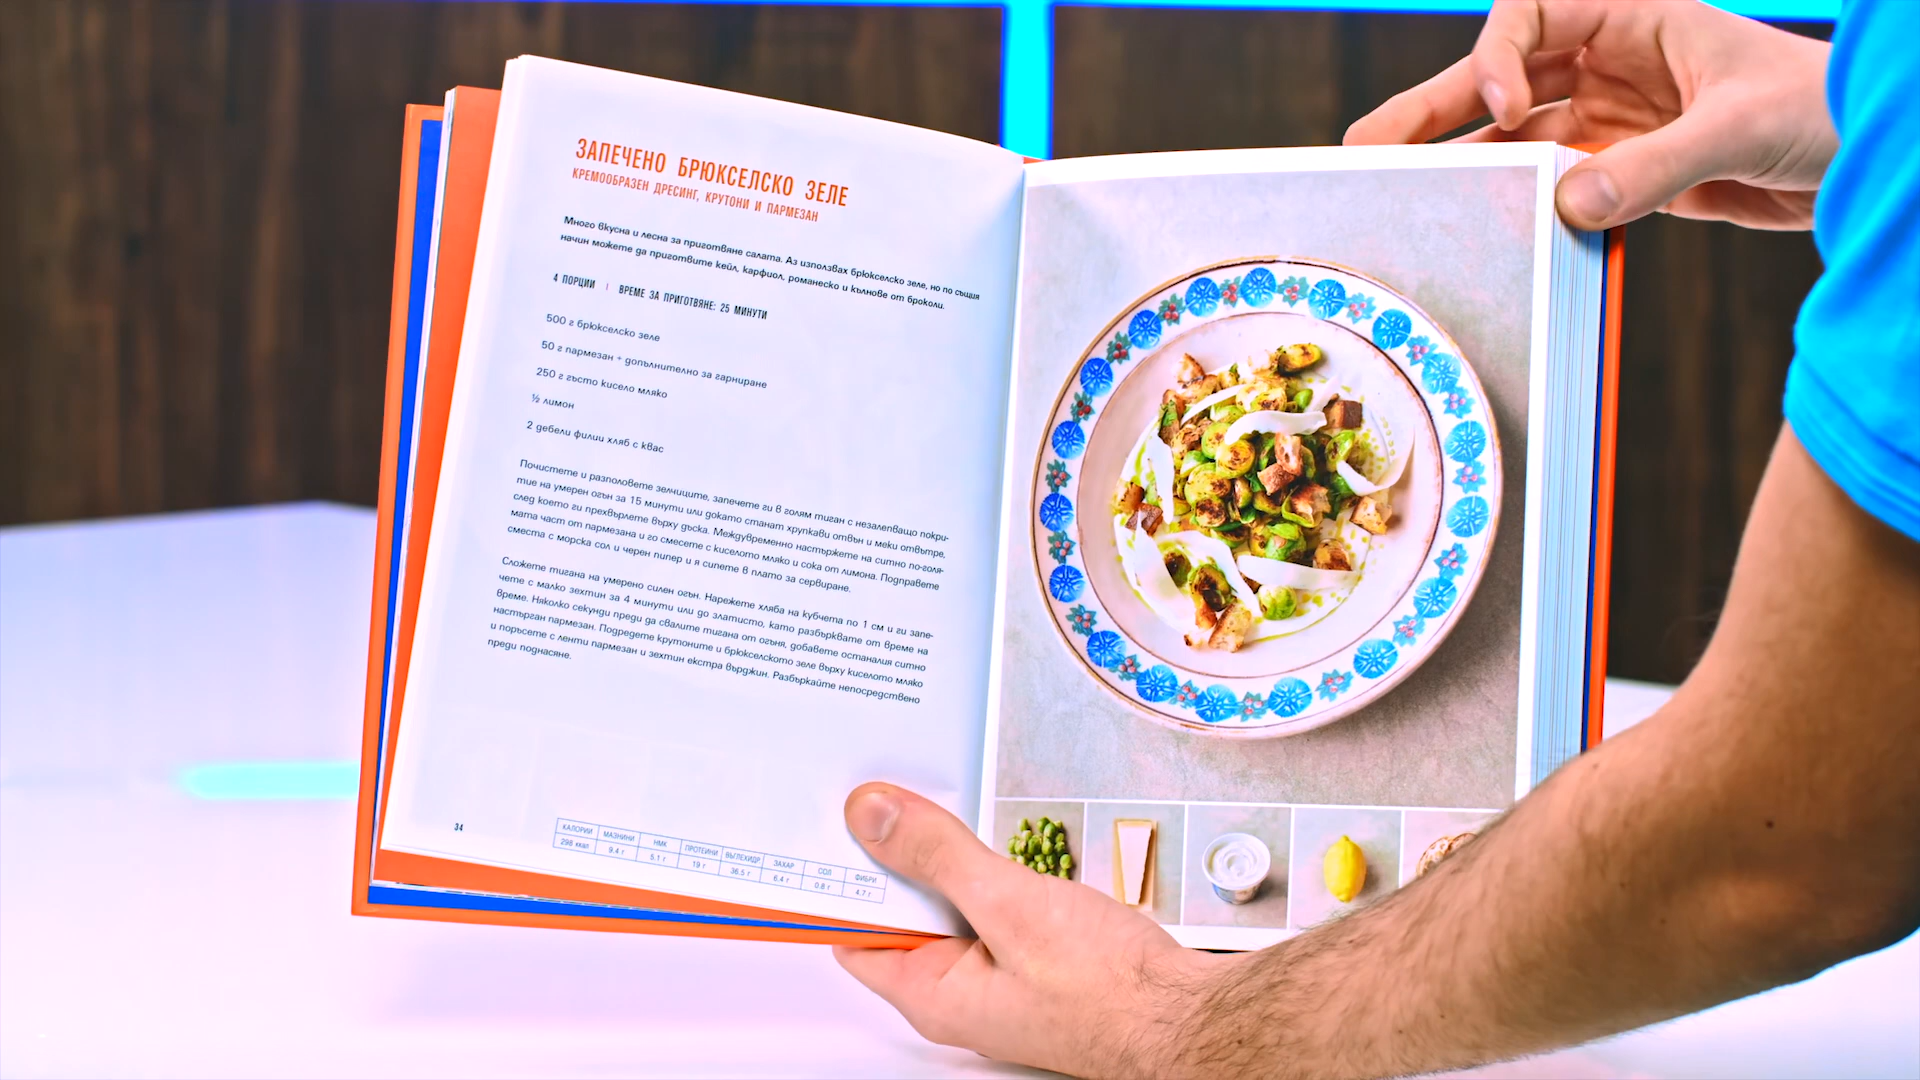 ЗАПЕЧЕНО БРЮКСЕЛСКО ЗЕЛЕ
КРЕМООБРАЗЕН ДРЕСИНГ, КРУТОНИ И ПАРМЕЗАН
Много вкусна и лесна за приготвяне салата. Аз използвах брюкселско зеле, но по същия
начин можете да приготвите кейл, карфиол, романеско и кълнове от броколи.
4 ПОРЦИИ | ВРЕМЕ ЗА ПРИГОТВЯНЕ: 25 МИНУТИ
500 г брюкселско зеле
50 г пармезан + допълнително за гарниране
250 г гъсто кисело мляко
½ лимон
2 дебели филии хляб с квас
Почистете и разполовете зелчиците, запечете ги в голям тиган с незалепващо покри-
тие на умерен огън за 15 минути или докато станат хрупкави отвън и меки отвътре,
след което ги прехвърлете върху дъска. Междувременно настържете на ситно по-голя-
мата част от пармезана и го смесете с киселото мляко и сока от лимона. Подправете
сместа с морска сол и черен пипер и я сипете в плато за сервиране.
Сложете тигана на умерено силен огън. Нарежете хляба на кубчета по 1 см и ги запе-
чете с малко зехтин за 4 минути или до златисто, като разбърквате от време на
време. Няколко секунди преди да свалите тигана от огъня, добавете останалия ситно
настърган пармезан. Подредете крутоните и брюкселското зеле върху киселото мляко
и поръсете с ленти пармезан и зехтин екстра върджин. Разбъркайте непосредствено
преди поднасяне.
34
КАЛОРИИ МАЗНИНИ НМК ПРОТЕИНИ ВЪГЛЕХИДР ЗАХАР СОЛ ФИБРИ
298 ккал 9.4 г 5.1 г 19 г 36.5 г 6.4 г 0.8 г 4.7 г